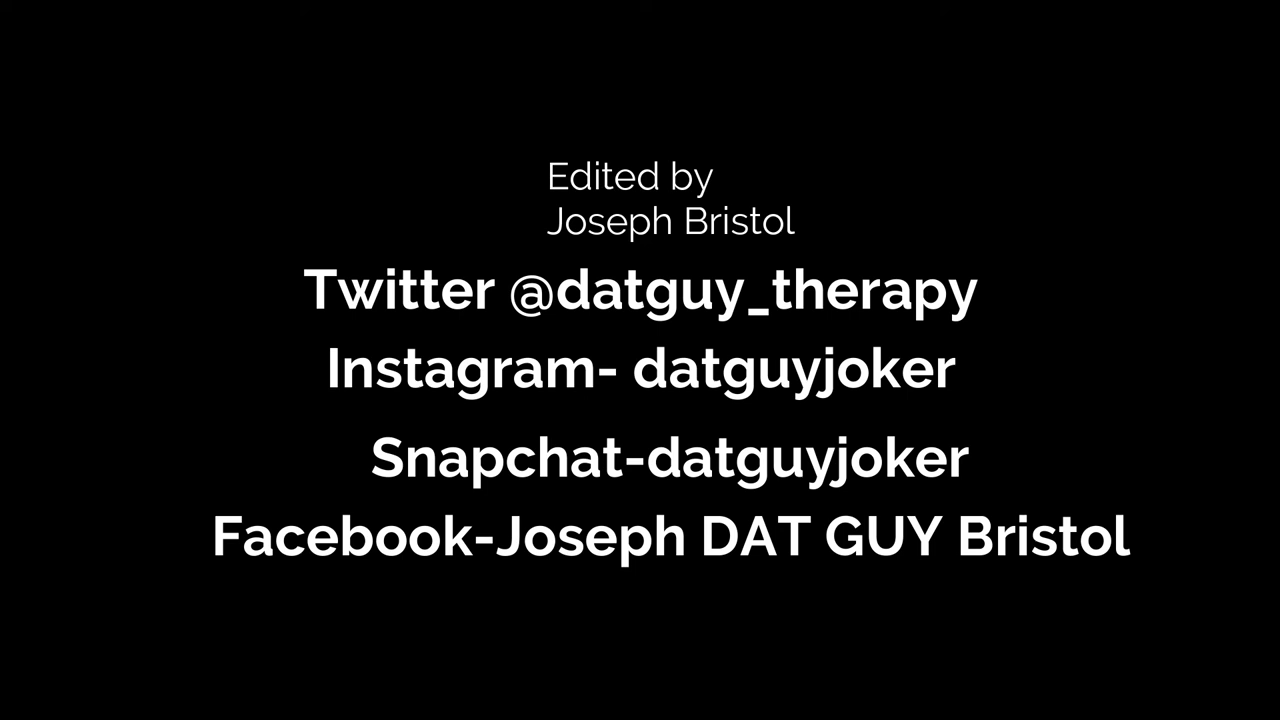 Edited by
Joseph Bristol
Twitter @datguy_therapy
Instagram- datguyjoker
Snapchat-datguyjoker
Facebook-Joseph DAT GUY Bristol